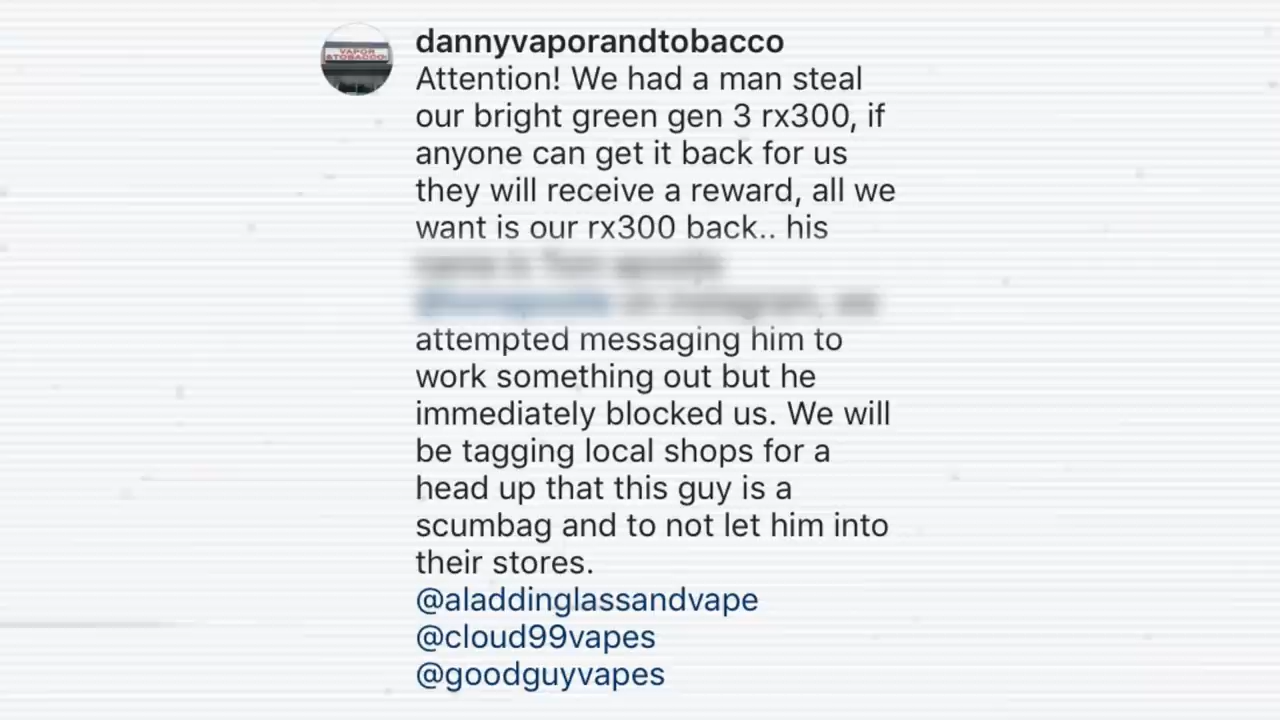 VAPOR
&TOBACCO
dannyvaporandtobacco
Attention! We had a man steal
our bright green gen 3 rx300, if
anyone can get it back for us
they will receive a reward, all we
want is our rx300 back.. his
attempted messaging him to
work something out but he
immediately blocked us. We will
be tagging local shops for a
head up that this guy is a
scumbag and to not let him into
their stores.
@aladdinglassandvape
@cloud99vapes
@goodguyvapes